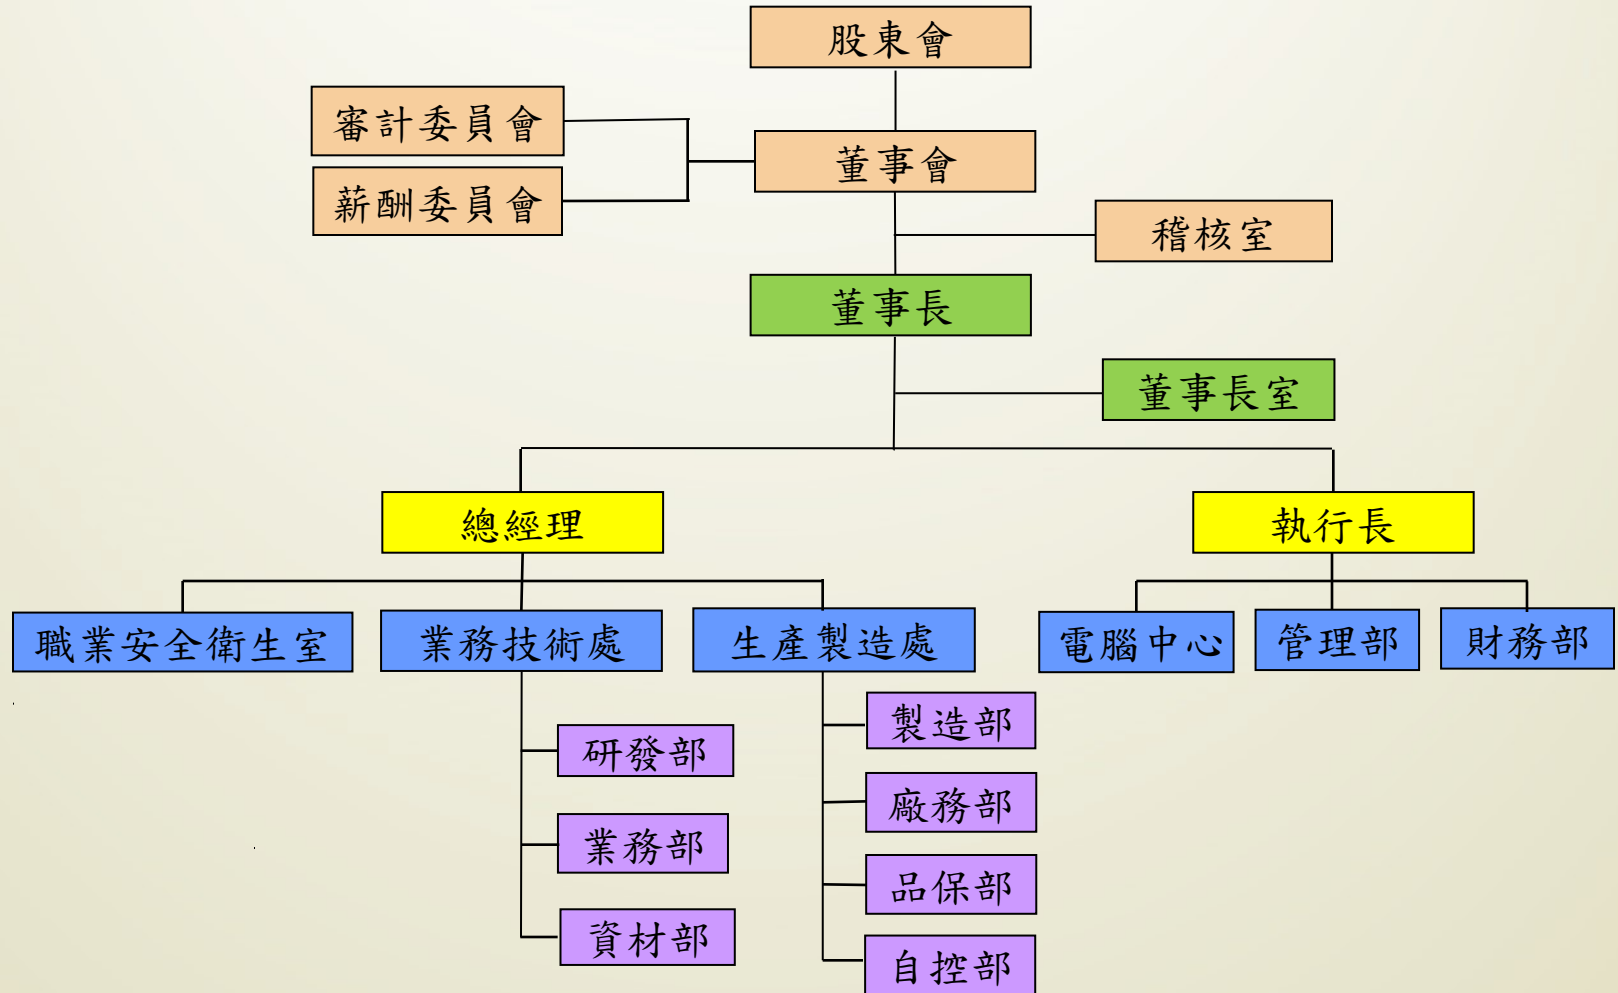 股東會
審計委員會
董事會
薪酬委員會
稽核室
董事長
董事長室
總經理
執行長
職業安全衛生室
業務技術處
生產製造處
電腦中心
管理部
財務部
製造部
研發部
廠務部
業務部
品保部
資材部
自控部